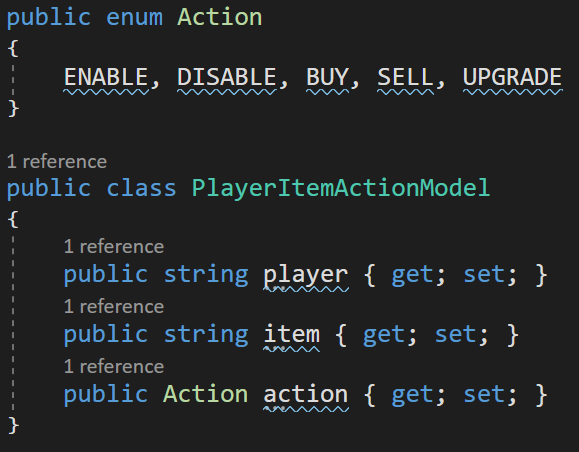 public enum Action
{
ENABLE, DISABLE, BUY, SELL, UPGRADE
}
1 reference
public class PlayerItemActionModel
{
1 reference
public string player { get; set; }
1 reference
public string item { get; set; }
1 reference
public Action action { get; set; }
}